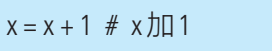 x = x + 1  #  x加1